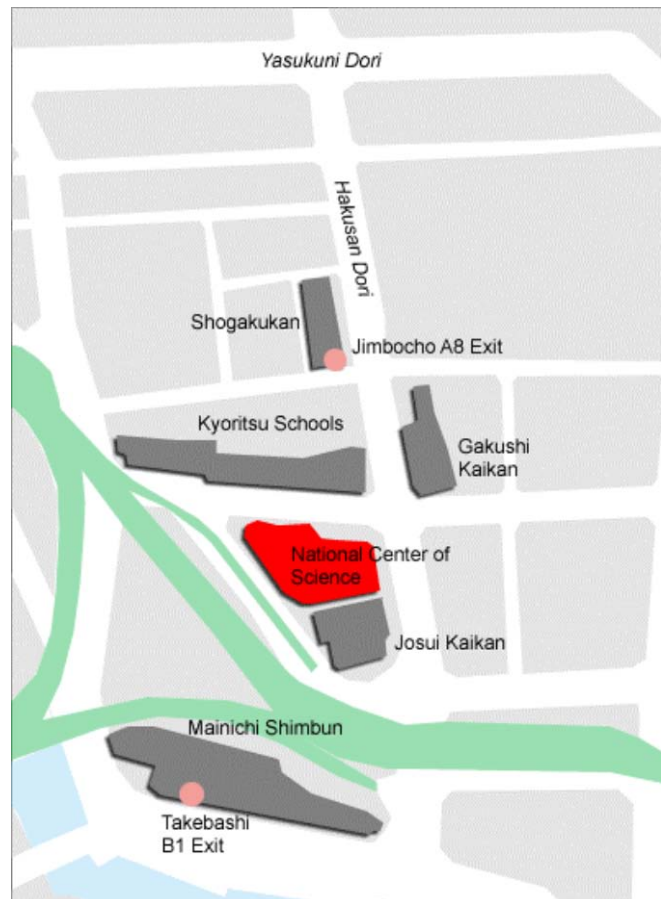 Yasukuni Dori
Hakusan Dori
Shogakukan
Jimbocho A8 Exit
Kyoritsu Schools
Gakushi
Kaikan
National Center of
Science
Josui Kaikan
Mainichi Shimbun
Takebashi
B1 Exit